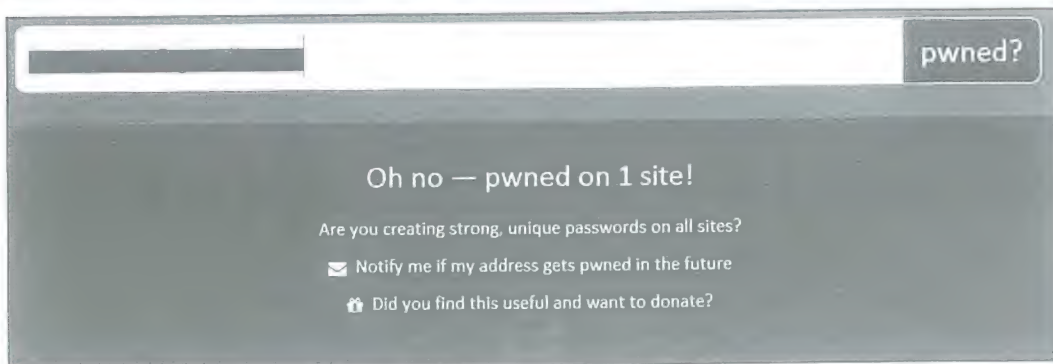 pwned?
Oh no — pwned on 1 site!
Are you creating strong, unique passwords on all sites?
Notify me if my address gets pwned in the future
Did you find this useful and want to donate?